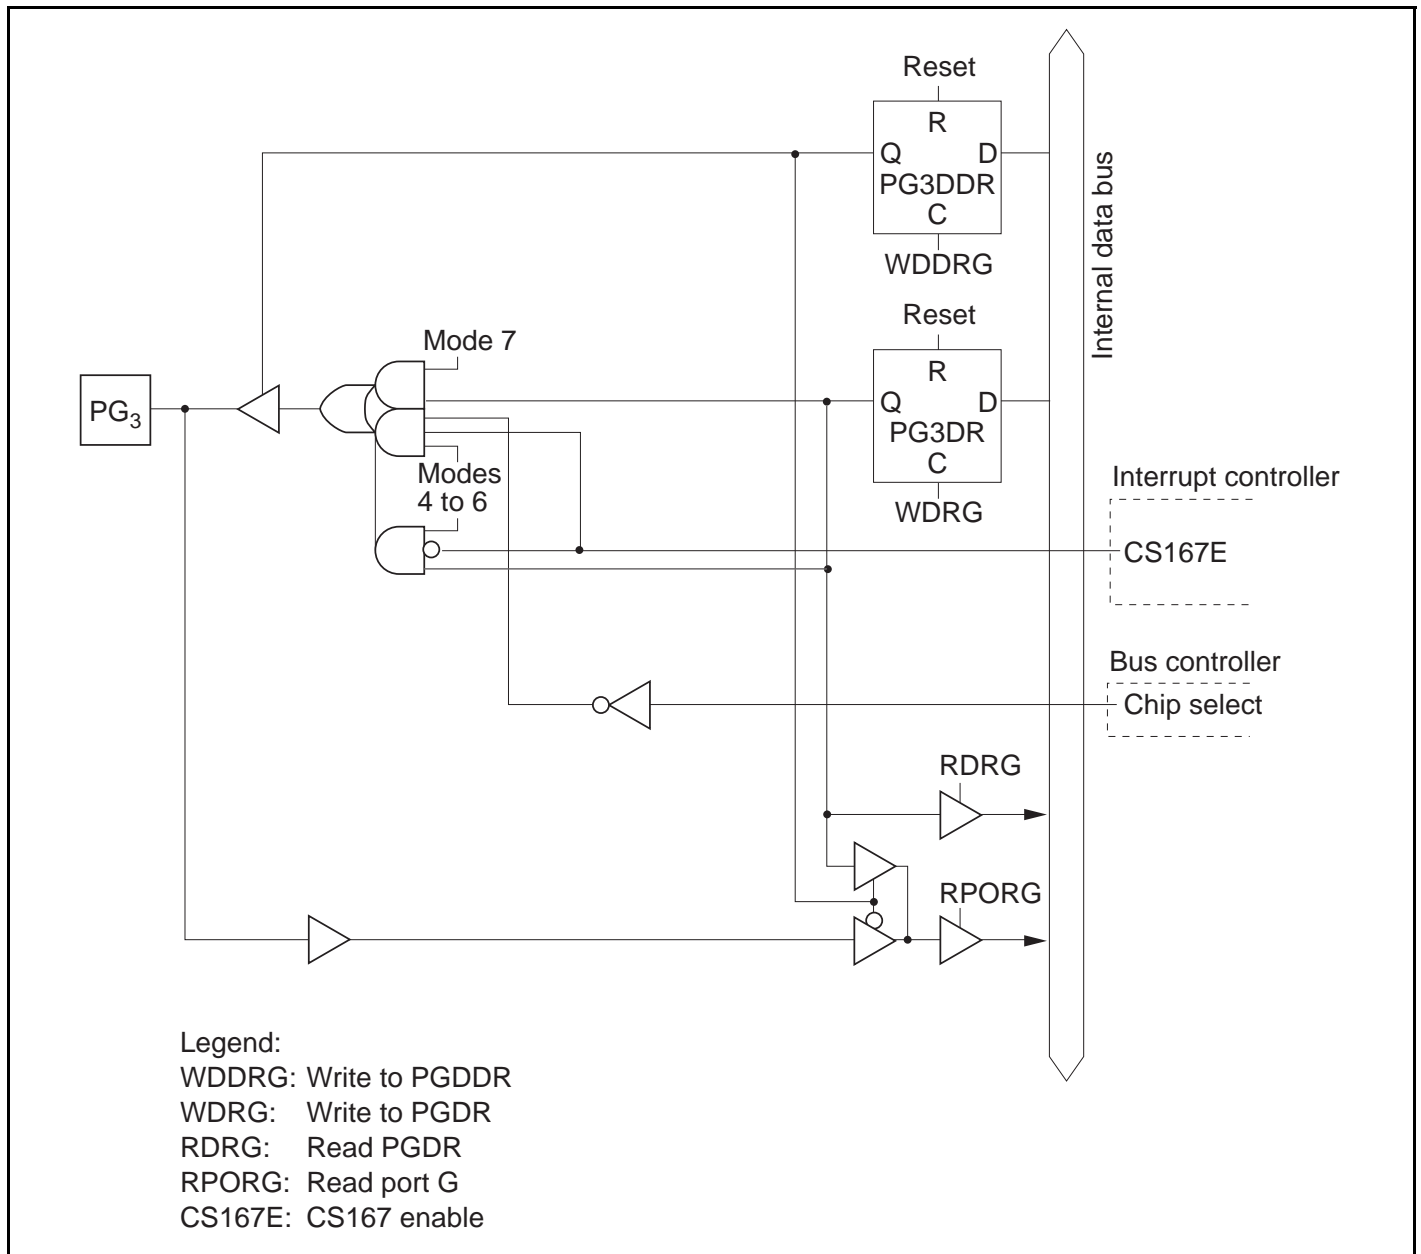 Reset
R
Q D
PG3DDR
C
WDDRG
Internal data bus
Reset
Mode 7
R
PG3
Q D
PG3DR
C
WDRG
Modes
4 to 6
Interrupt controller
CS167E
Bus controller
Chip select
RDRG
RPORG
Legend:
WDDRG: Write to PGDDR
WDRG: Write to PGDR
RDRG: Read PGDR
RPORG: Read port G
CS167E: CS167 enable